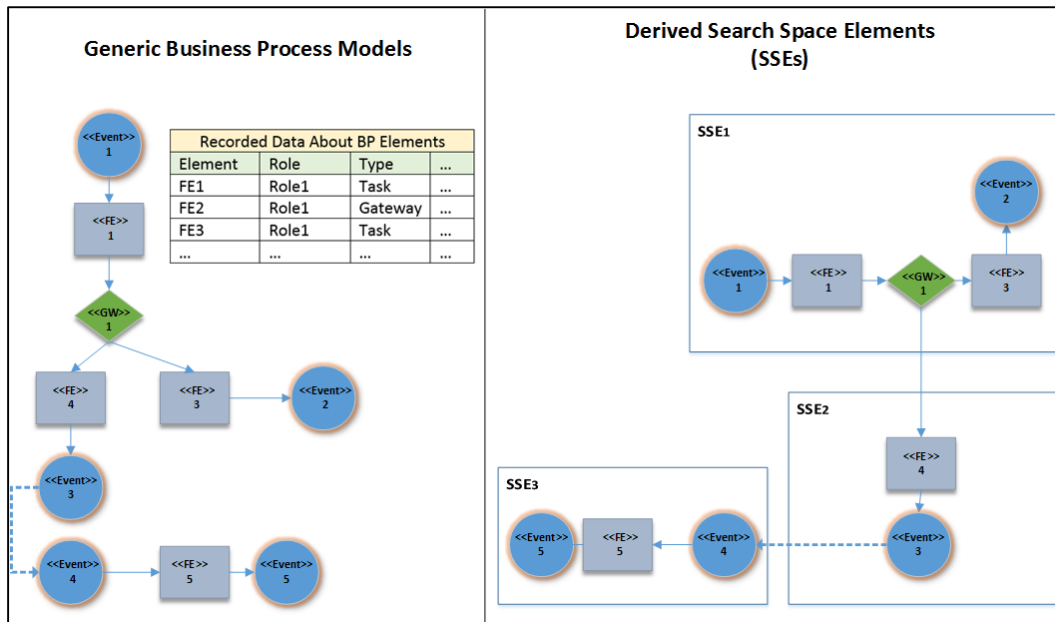 Generic Business Process Models
<<Event>>
1
Recorded Data About BP Elements
Element Role Type ...
FE1 Role1 Task ...
FE2 Role1 Gateway ...
FE3 Role1 Task ...
... ... ... ...
<<FE>>
1
<<GW>>
1
<<FE>>
4
<<FE>>
3
<<Event>>
2
<<Event>>
3
<<Event>>
4
<<FE>>
5
<<Event>>
5
Derived Search Space Elements
(SSEs)
SSE1
<<Event>>
2
<<Event>>
1
<<FE>>
1
<<GW>>
1
<<FE>>
3
SSE2
<<FE>>
4
<<Event>>
3
SSE3
<<Event>>
5
<<FE>>
5
<<Event>>
4